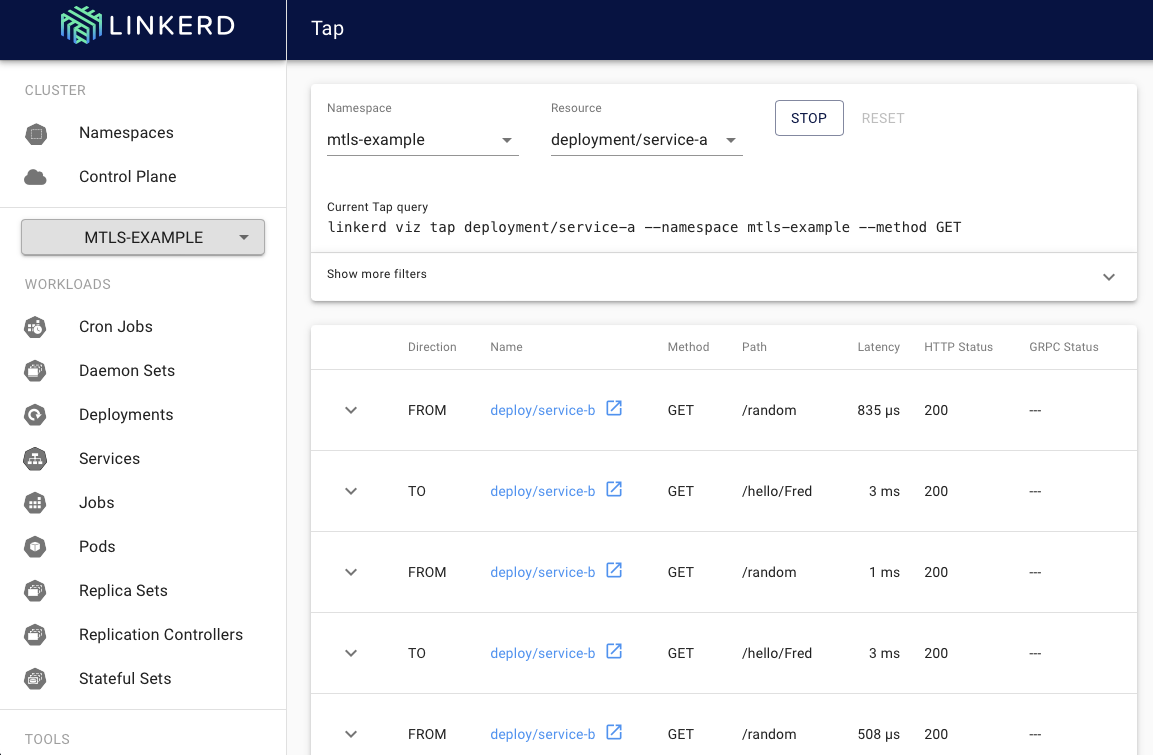 LINKERD
Tap
CLUSTER
Namespaces
Control Plane
MTLS-EXAMPLE
WORKLOADS
Cron Jobs
Daemon Sets
Deployments
Services
Jobs
Pods
Replica Sets
Replication Controllers
Stateful Sets
TOOLS
Namespace Resource
mtls-example deployment/service-a STOP RESET
Current Tap query
linkerd viz tap deployment/service-a --namespace mtls-example --method GET
Show more filters
Direction Name Method Path Latency HTTP Status GRPC Status
FROM deploy/service-b GET /random 835 µs 200 ---
TO deploy/service-b GET /hello/Fred 3 ms 200 ---
FROM deploy/service-b GET /random 1 ms 200 ---
TO deploy/service-b GET /hello/Fred 3 ms 200 ---
FROM deploy/service-b GET /random 508 µs 200 ---